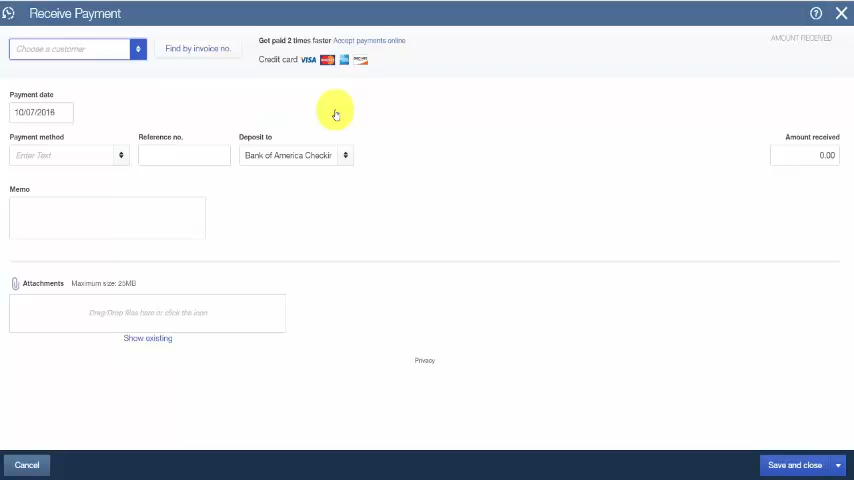 Receive Payment
?
Choose a customer
Find by invoice no.
Get paid 2 times faster Accept payments online
Credit card VISA
AMOUNT RECEIVED
Payment date
10/07/2016
Payment method
Reference no.
Deposit to
Amount received
Enter Text
Bank of America Checkin
0.00
Memo
Attachments Maximum size: 25MB
Drag/Drop files here or click the icon
Show existing
Privacy
Cancel
Save and close